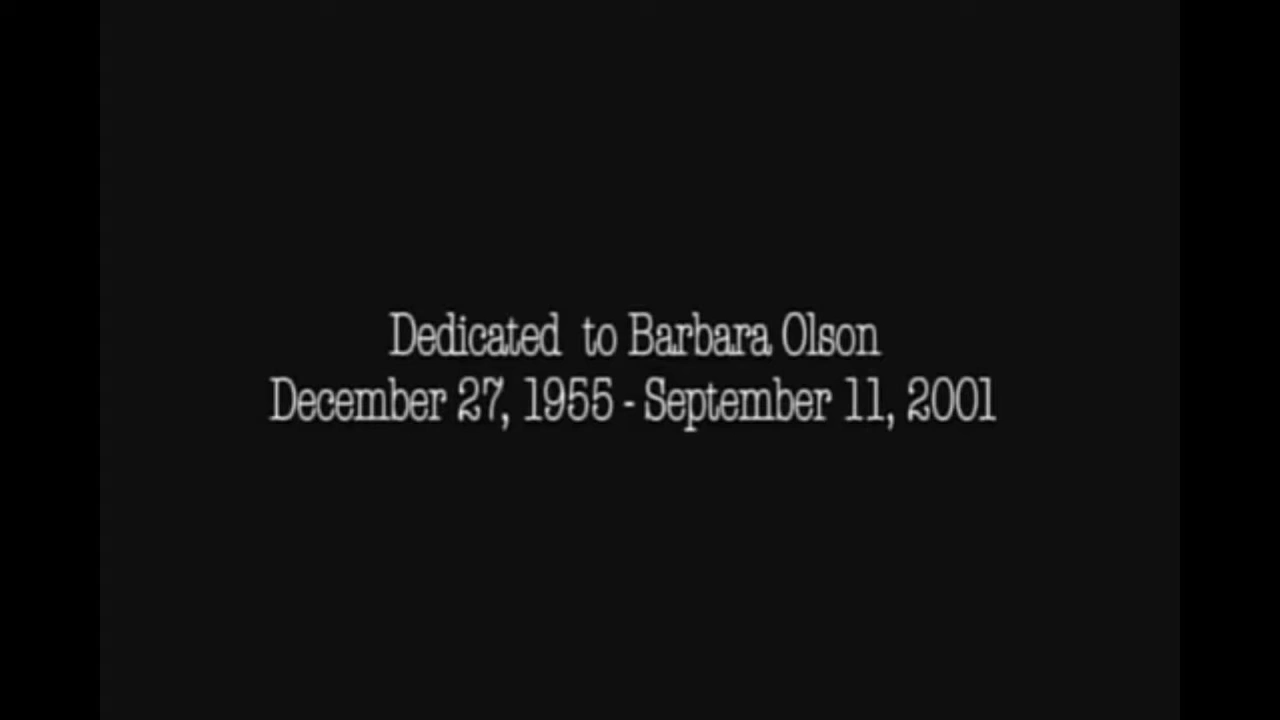 Dedicated to Barbara Olson
December 27, 1955 - September 11, 2001